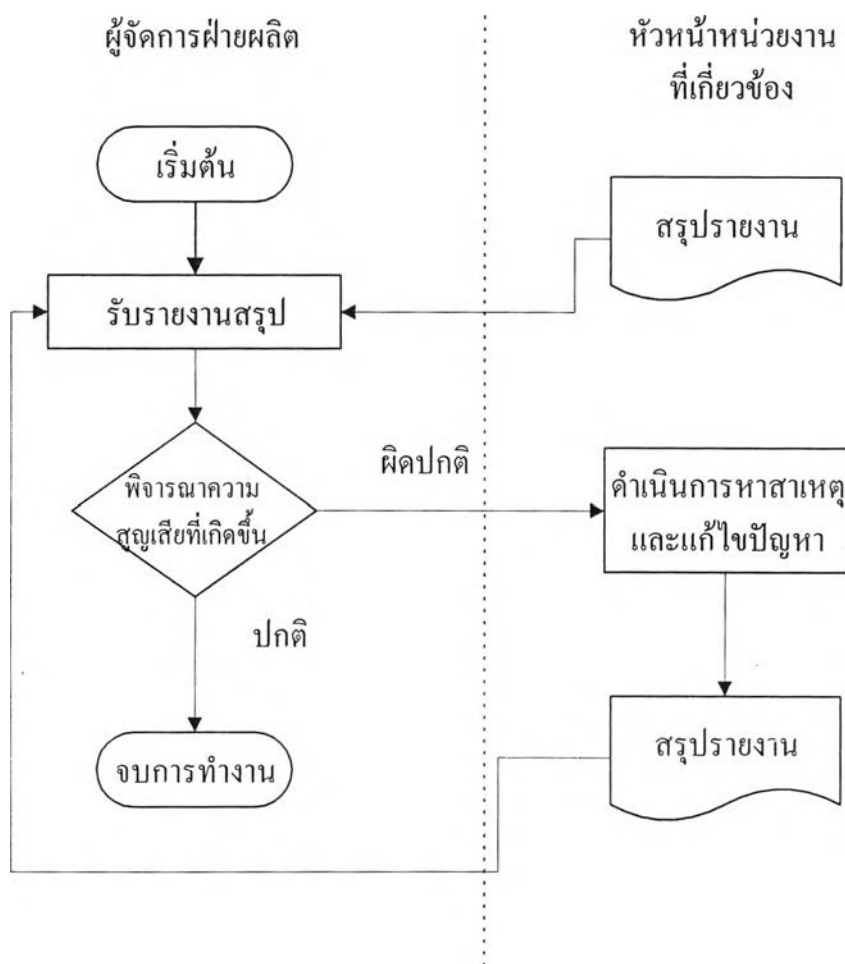 ผู้จัดการฝ่ายผลิต
หัวหน้าหน่วยงาน
ที่เกี่ยวข้อง
เริ่มต้น
สรุปรายงาน
รับรายงานสรุป
พิจารณาความ
สูญเสียที่เกิดขึ้น
ผิดปกติ
ดำเนินการหาสาเหตุ
และแก้ไขปัญหา
ปกติ
จบการทำงาน
สรุปรายงาน